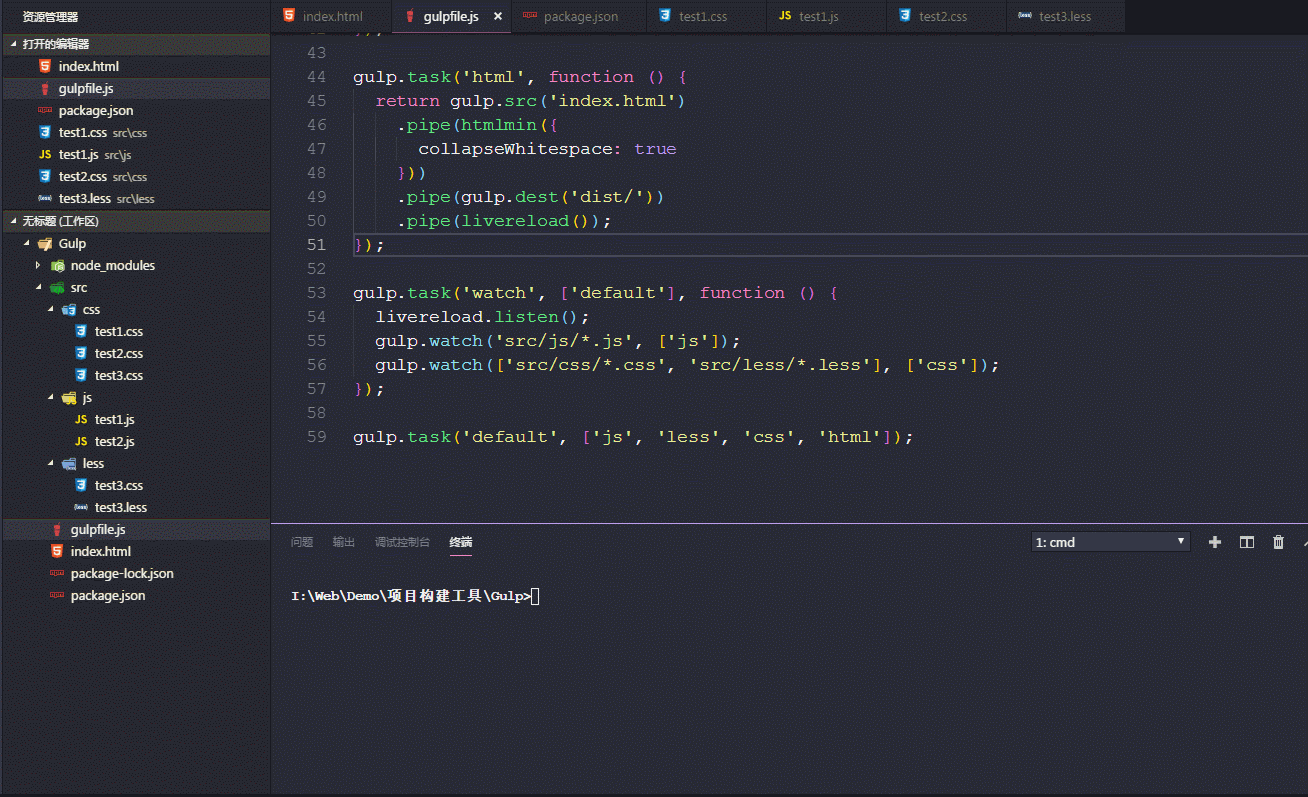 资源管理器
打开的编辑器
index.html
gulpfile.js
package.json
test1.css src\css
JS test1.js src\js
test2.css src\css
{less} test3.less src\less
无标题 (工作区)
Gulp
node_modules
src
css
test1.css
test2.css
test3.css
js
JS test1.js
JS test2.js
less
test3.css
{less} test3.less
gulpfile.js
index.html
package-lock.json
package.json
index.html gulpfile.js × package.json test1.css JS test1.js test2.css {less} test3.less
43
44 gulp.task('html', function () {
45 return gulp.src('index.html')
46 .pipe(htmlmin({
47 collapseWhitespace: true
48 }))
49 .pipe(gulp.dest('dist/'))
50 .pipe(livereload());
51 });
52
53 gulp.task('watch', ['default'], function () {
54 livereload.listen();
55 gulp.watch('src/js/*.js', ['js']);
56 gulp.watch(['src/css/*.css', 'src/less/*.less'], ['css']);
57 });
58
59 gulp.task('default', ['js', 'less', 'css', 'html']);
问题 输出 调试控制台 终端 1: cmd
I:\Web\Demo\项目构建工具\Gulp>